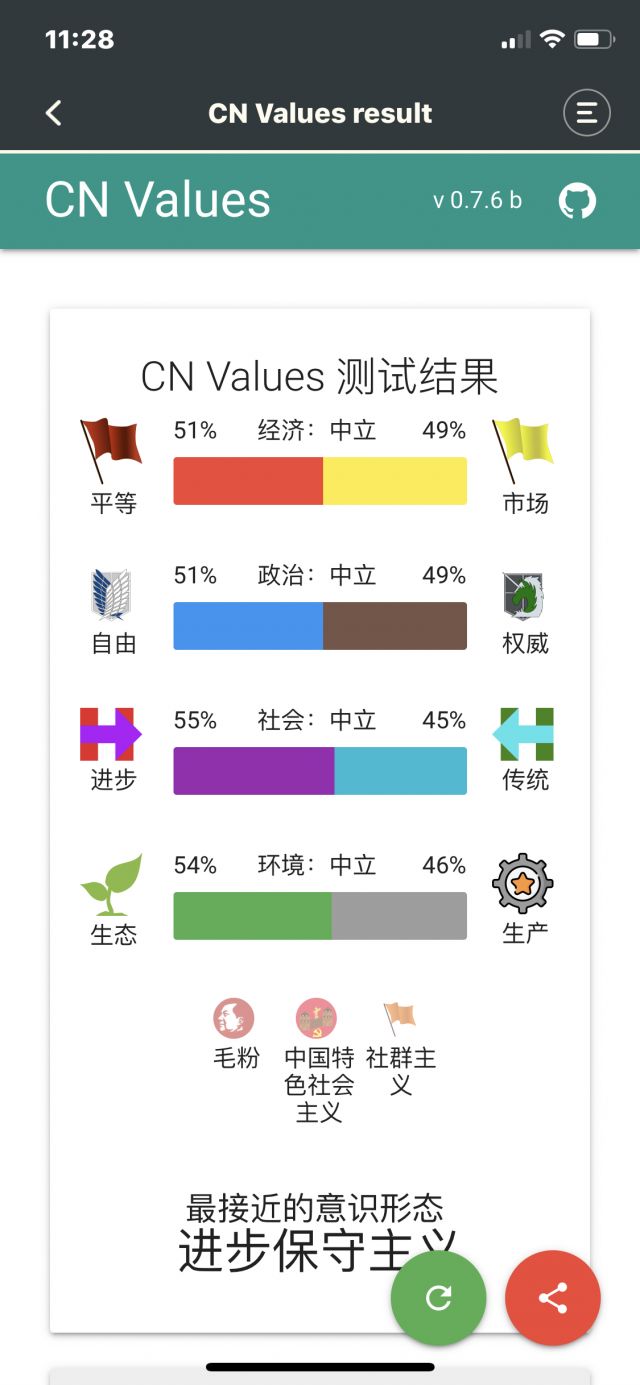 11:28
CN Values result
CN Values
v 0.7.6 b
CN Values 测试结果
51% 经济：中立 49%
平等 市场
51% 政治：中立 49%
自由 权威
55% 社会：中立 45%
进步 传统
54% 环境：中立 46%
生态 生产
毛粉 中国特 社群主
色社会 义
主义
最接近的意识形态
进步保守主义